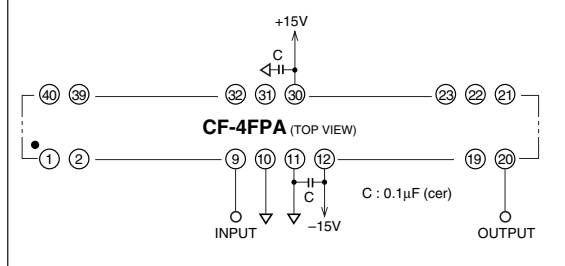 +15V
C
40 39 32 31 30 23 22 21
CF-4FPA (TOP VIEW)
1 2 9 10 11 12 19 20
C
C : 0.1μF (cer)
INPUT
−15V
OUTPUT